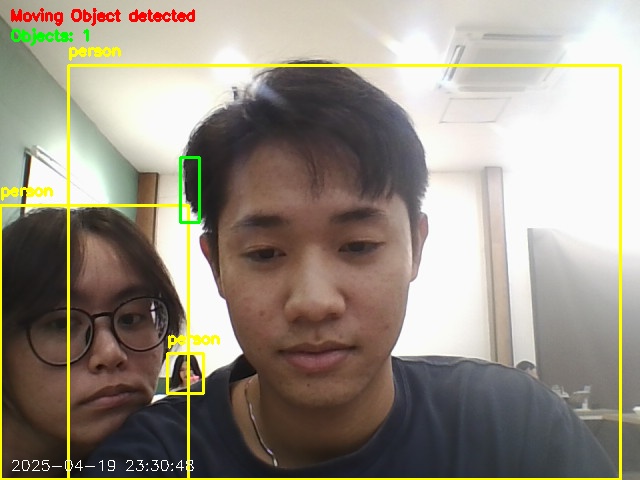 Moving Object detected
Objects: 1
person
person
person
2025-04-19 23:30:48